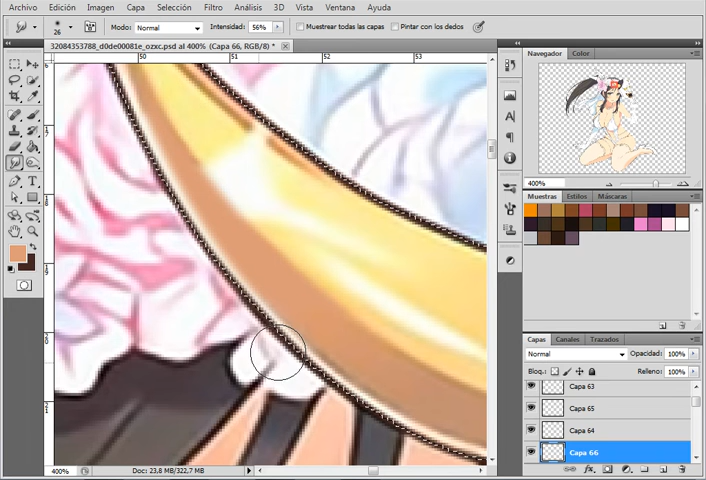 Archivo Edición Imagen Capa Selección Filtro Análisis 3D Vista Ventana Ayuda
26 Modo: Normal Intensidad: 56% Muestrear todas las capas Pintar con los dedos
32084353788_d0de00081e_ozxc.psd al 400% (Capa 66, RGB/8) *
50 51 52 53
Navegador Color
400%
Muestras Estilos Máscaras
Capas Canales Trazados
Normal Opacidad: 100%
Bloq.: Relleno: 100%
Capa 63
Capa 65
Capa 64
Capa 66
400% Doc: 23,8 MB/322,7 MB